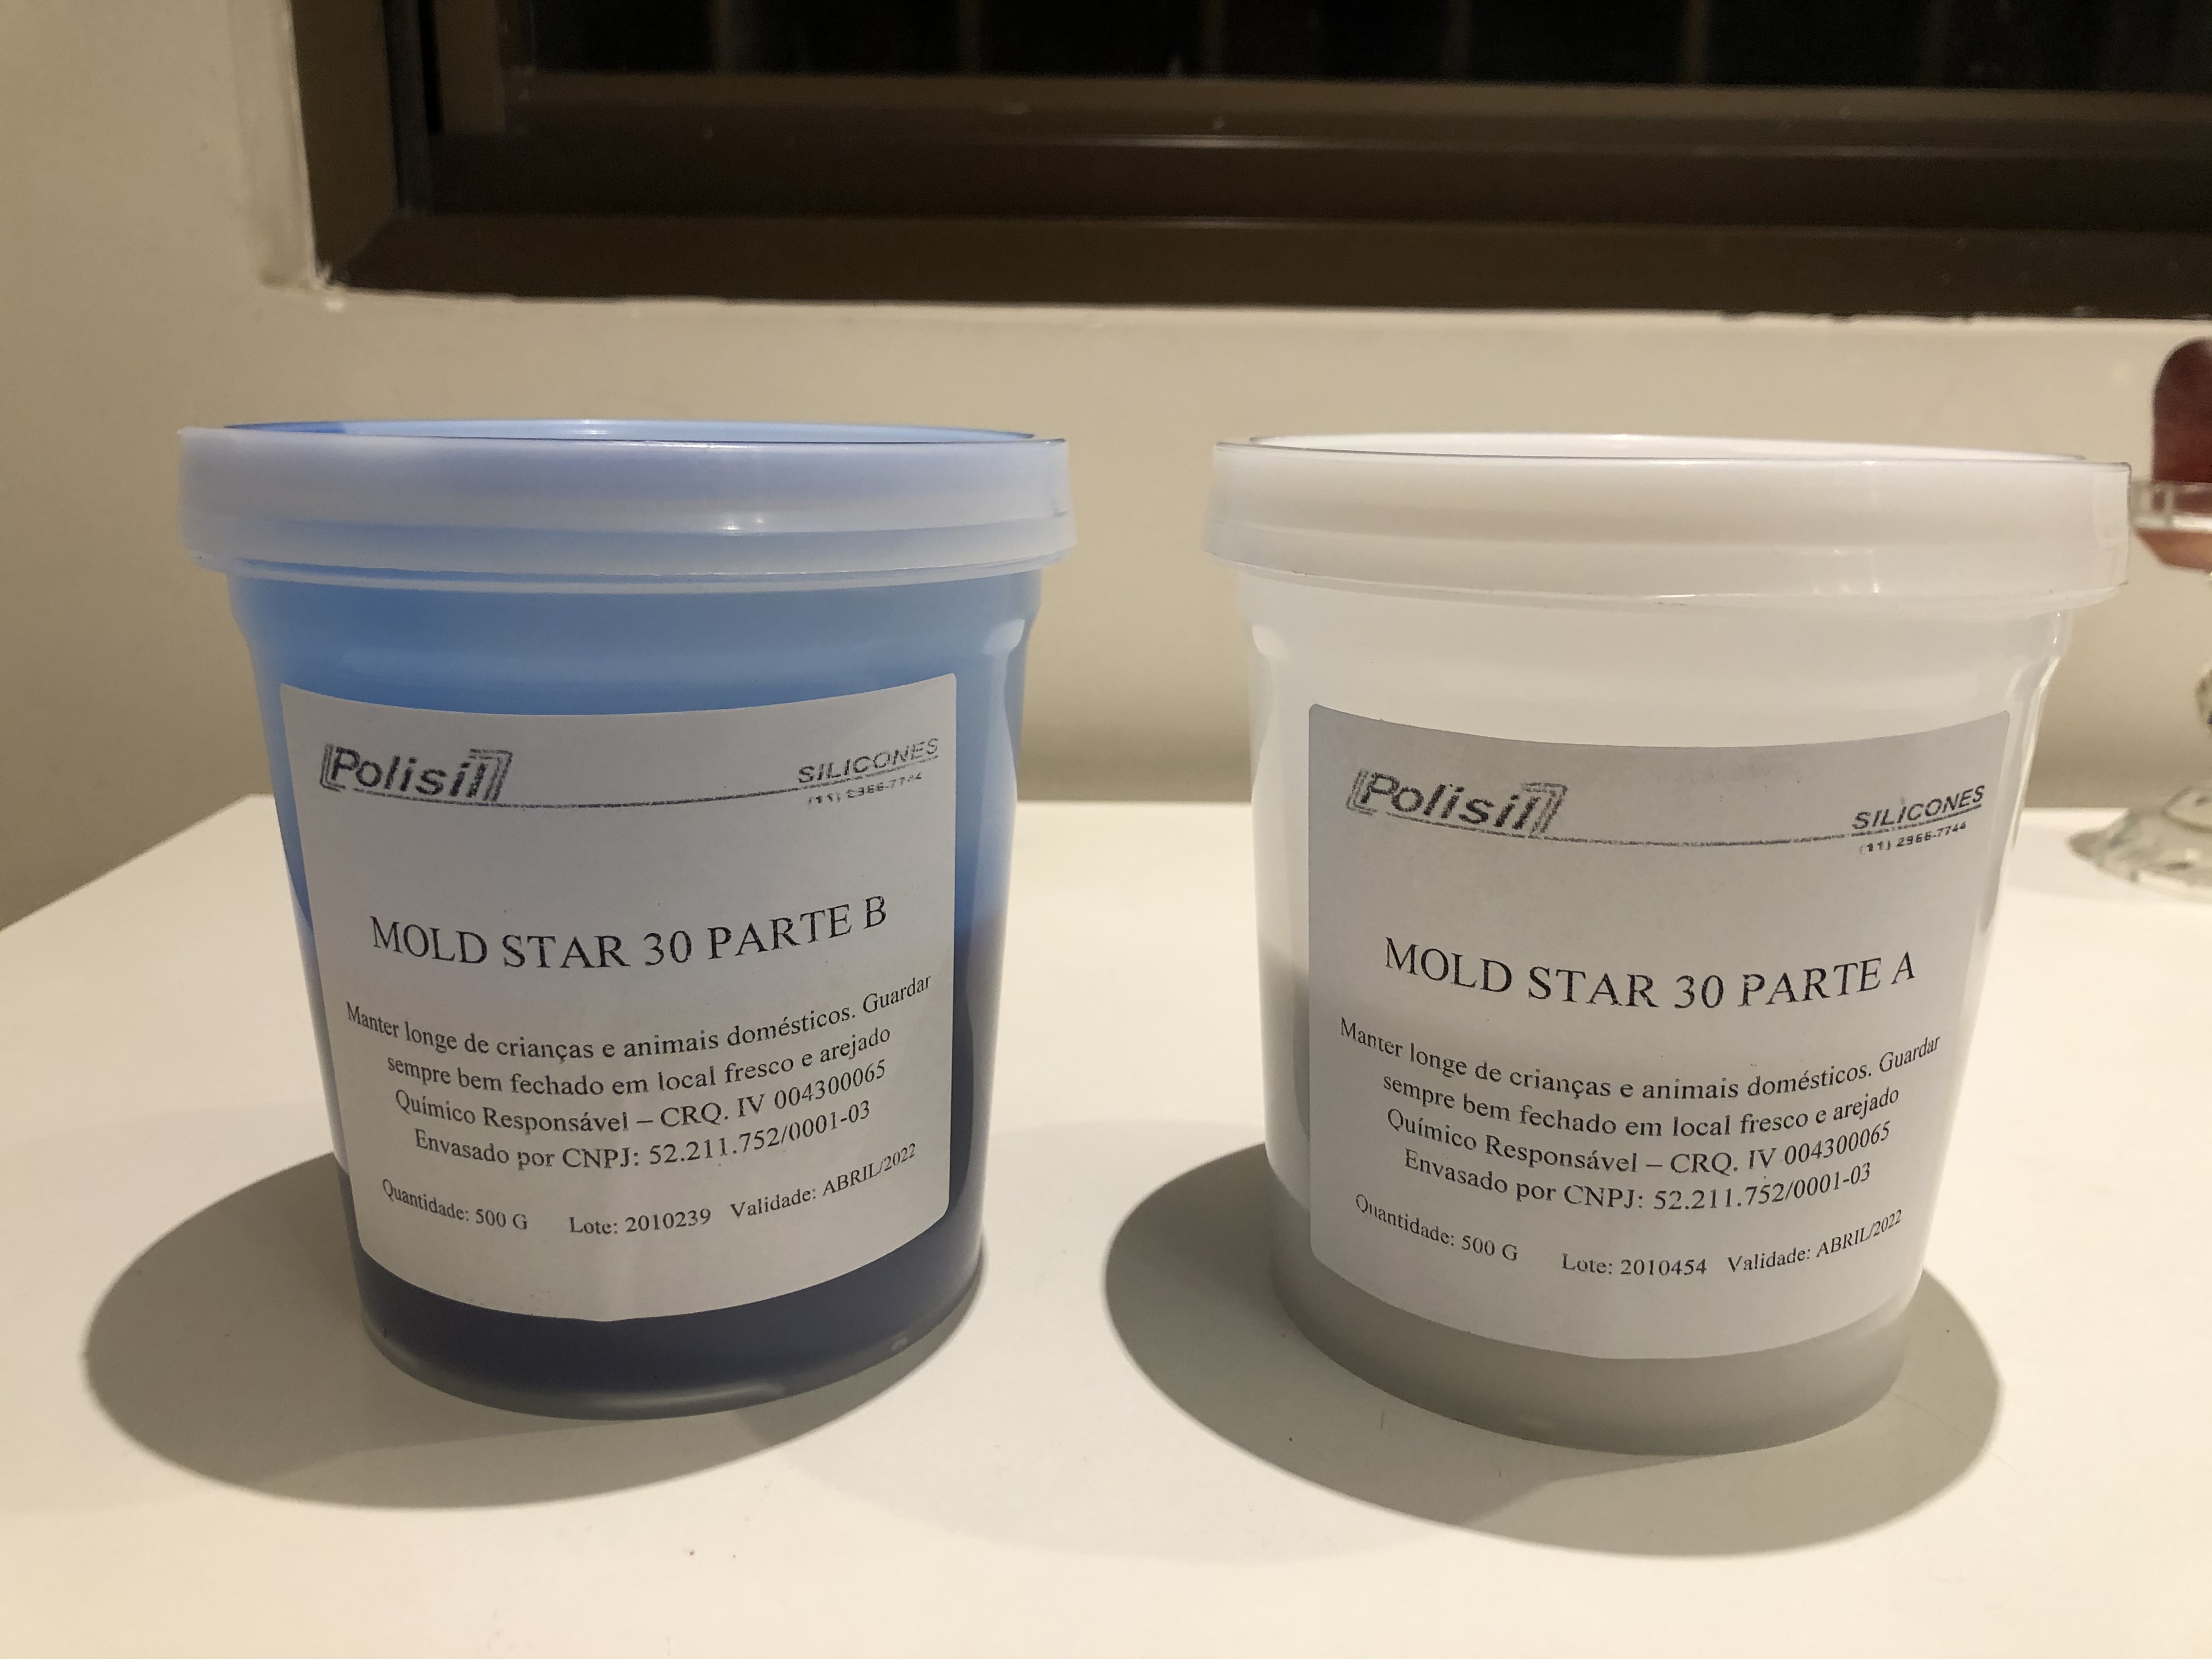 Polisil
SILICONES
(11) 2966-7744
MOLD STAR 30 PARTE B
Manter longe de crianças e animais domésticos. Guardar
sempre bem fechado em local fresco e arejado
Químico Responsável – CRQ. IV 004300065
Envasado por CNPJ: 52.211.752/0001-03
Quantidade: 500 G Lote: 2010239 Validade: ABRIL/2022
Polisil
SILICONES
(11) 2966-7744
MOLD STAR 30 PARTE A
Manter longe de crianças e animais domésticos. Guardar
sempre bem fechado em local fresco e arejado
Químico Responsável – CRQ. IV 004300065
Envasado por CNPJ: 52.211.752/0001-03
Quantidade: 500 G Lote: 2010454 Validade: ABRIL/2022